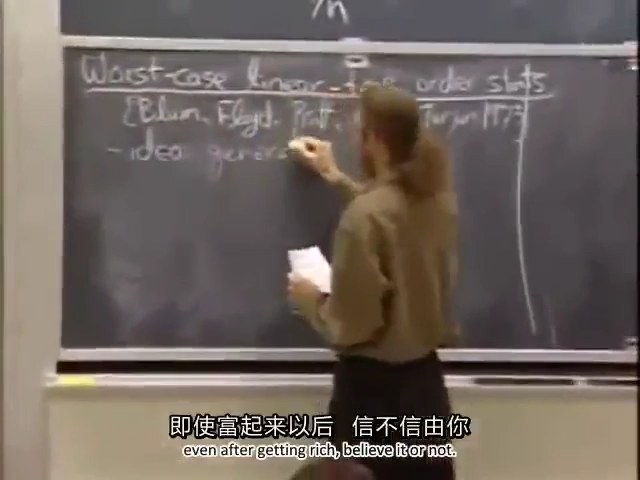 /n
Worst-case linear-time order stats
{Blum, Floyd, Pratt, Tarjan
- idea: genera
即使富起来以后 信不信由你
even after getting rich, believe it or not.